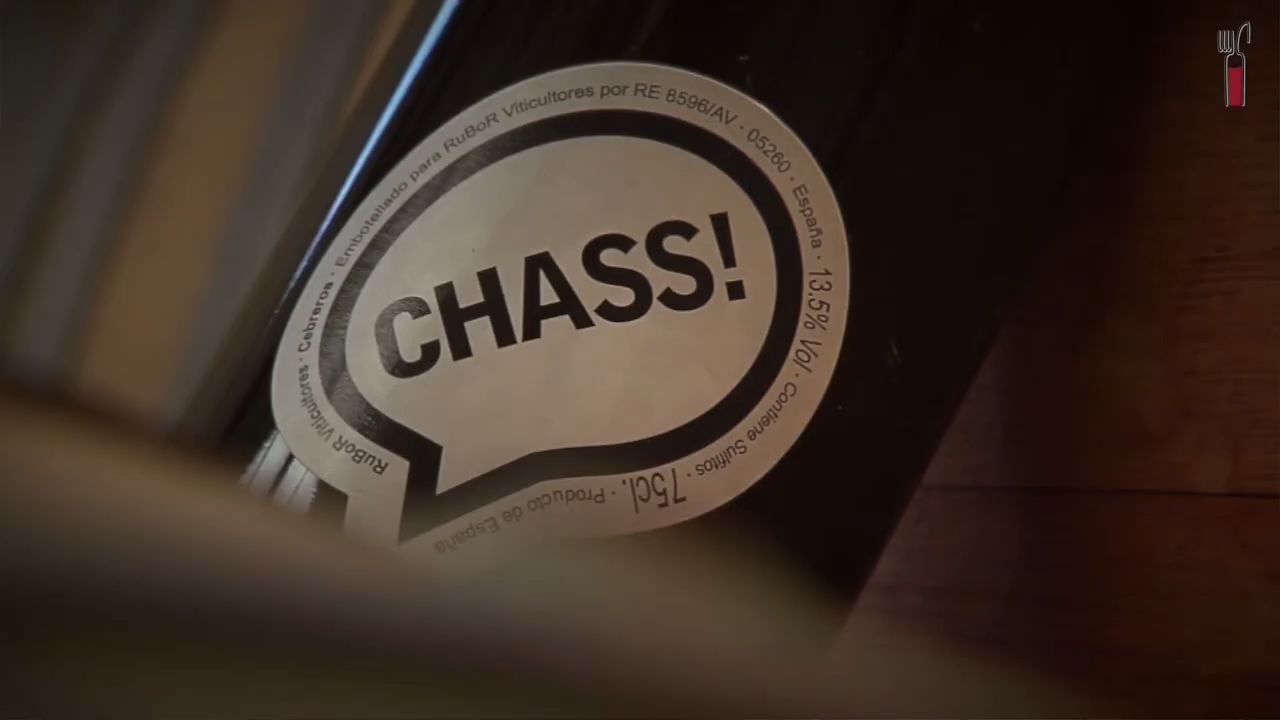 CHASS!
RuBoR Viticultores · Cebreros · Embotellado para RuBoR Viticultores por RE 8596/AV · 05260 · España · 13,5% Vol · Contiene Sulfitos · 75cl. · Producto de España